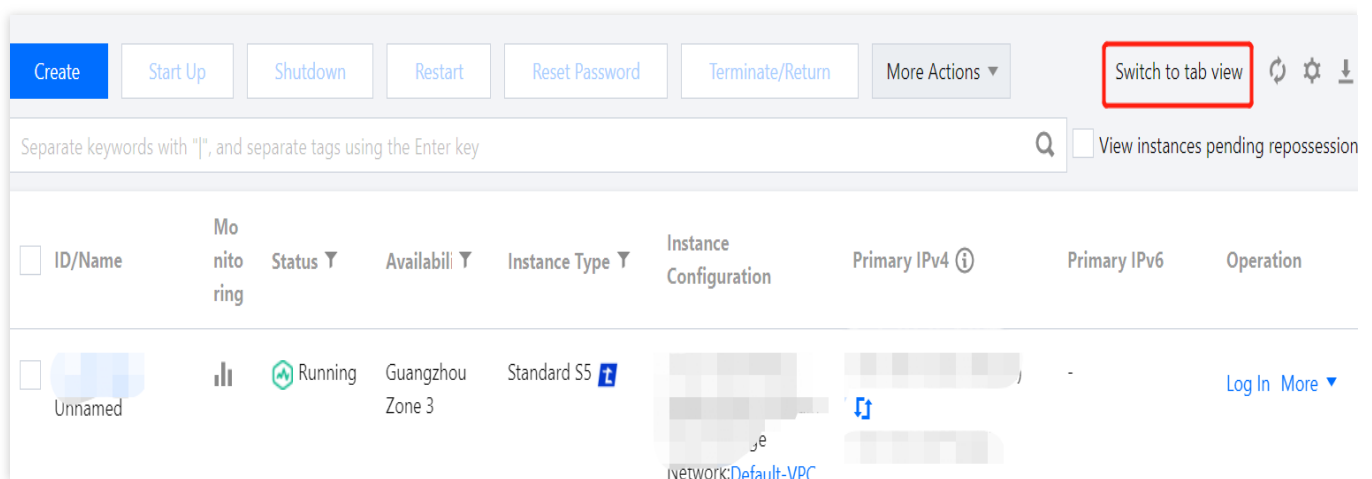 Create Start Up Shutdown Restart Reset Password Terminate/Return More Actions Switch to tab view
Separate keywords with "|", and separate tags using the Enter key
View instances pending repossession
ID/Name
Mo
nito
ring
Status
Availabili
Instance Type
Instance
Configuration
Primary IPv4
Primary IPv6
Operation
Unnamed
Running
Guangzhou
Zone 3
Standard S5
Network:Default-VPC
-
Log In More